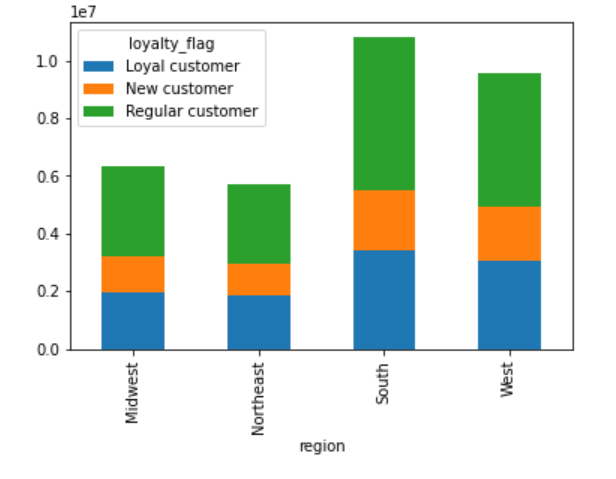 1e7
loyalty_flag
Loyal customer
New customer
Regular customer
1.0
0.8
0.6
0.4
0.2
0.0
Midwest
Northeast
South
West
region